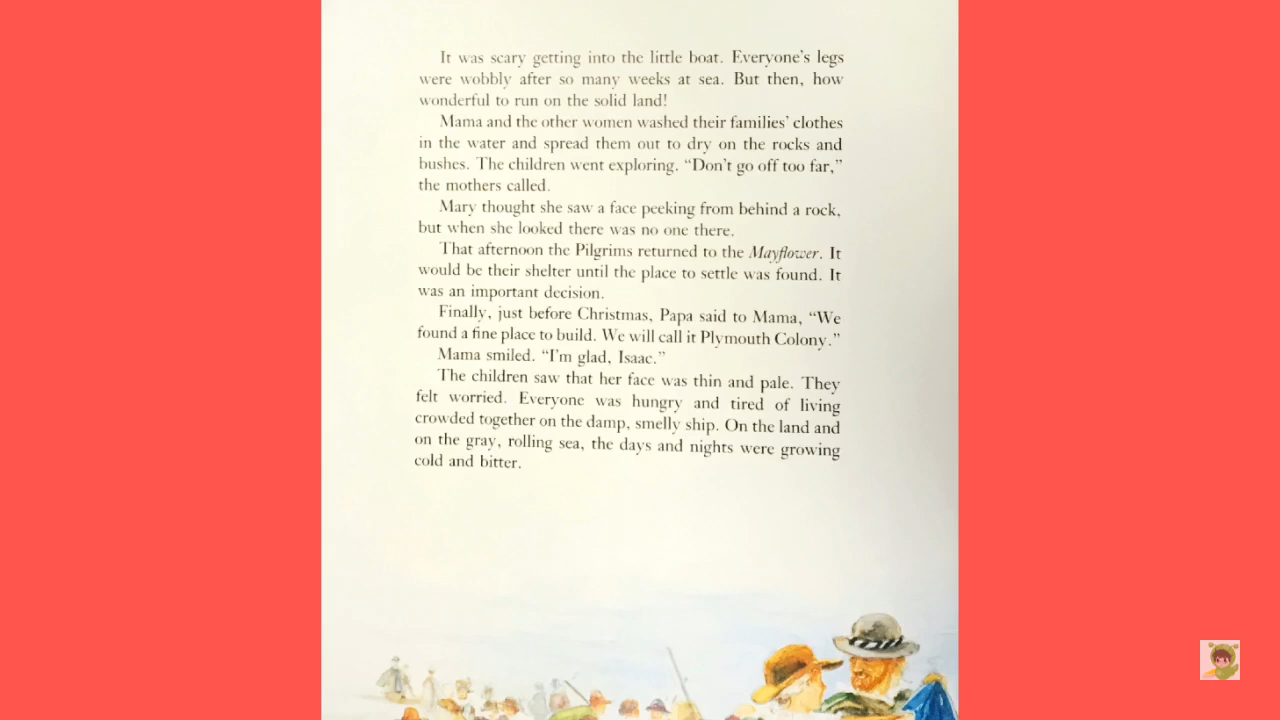 It was scary getting into the little boat. Everyone's legs
were wobbly after so many weeks at sea. But then, how
wonderful to run on the solid land!
Mama and the other women washed their families' clothes
in the water and spread them out to dry on the rocks and
bushes. The children went exploring. “Don't go off too far,”
the mothers called.
Mary thought she saw a face peeking from behind a rock,
but when she looked there was no one there.
That afternoon the Pilgrims returned to the Mayflower. It
would be their shelter until the place to settle was found. It
was an important decision.
Finally, just before Christmas, Papa said to Mama, “We
found a fine place to build. We will call it Plymouth Colony.”
Mama smiled. “I'm glad, Isaac.”
The children saw that her face was thin and pale. They
felt worried. Everyone was hungry and tired of living
crowded together on the damp, smelly ship. On the land and
on the gray, rolling sea, the days and nights were growing
cold and bitter.